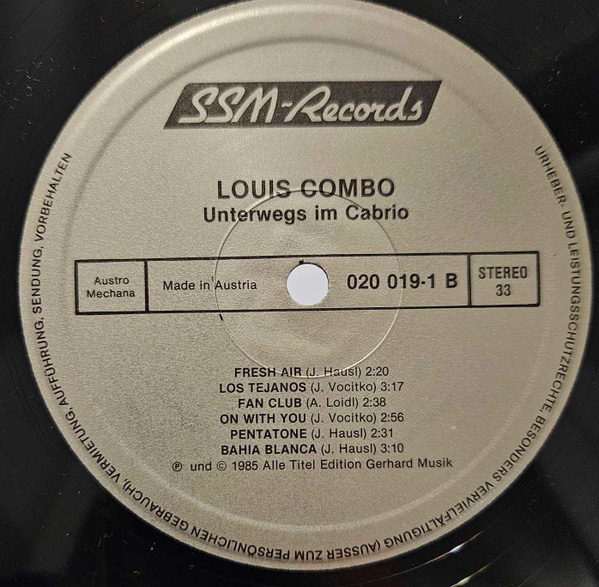 SSM-Records
LOUIS COMBO
Unterwegs im Cabrio
Austro
Mechana
Made in Austria
020 019-1 B
STEREO
33
FRESH AIR (J. Hausl) 2:20
LOS TEJANOS (J. Vocitko) 3:17
FAN CLUB (A. Loidl) 2:38
ON WITH YOU (J. Vocitko) 2:56
PENTATONE (J. Hausl) 2:31
BAHIA BLANCA (J. Hausl) 3:10
℗ und © 1985 Alle Titel Edition Gerhard Musik
URHEBER- UND LEISTUNGSSCHUTZRECHTE, BESONDERS VERVIELFÄLTIGUNG (AUSSER ZUM PERSÖNLICHEN GEBRAUCH), VERMIETUNG, AUFFÜHRUNG, SENDUNG, VORBEHALTEN